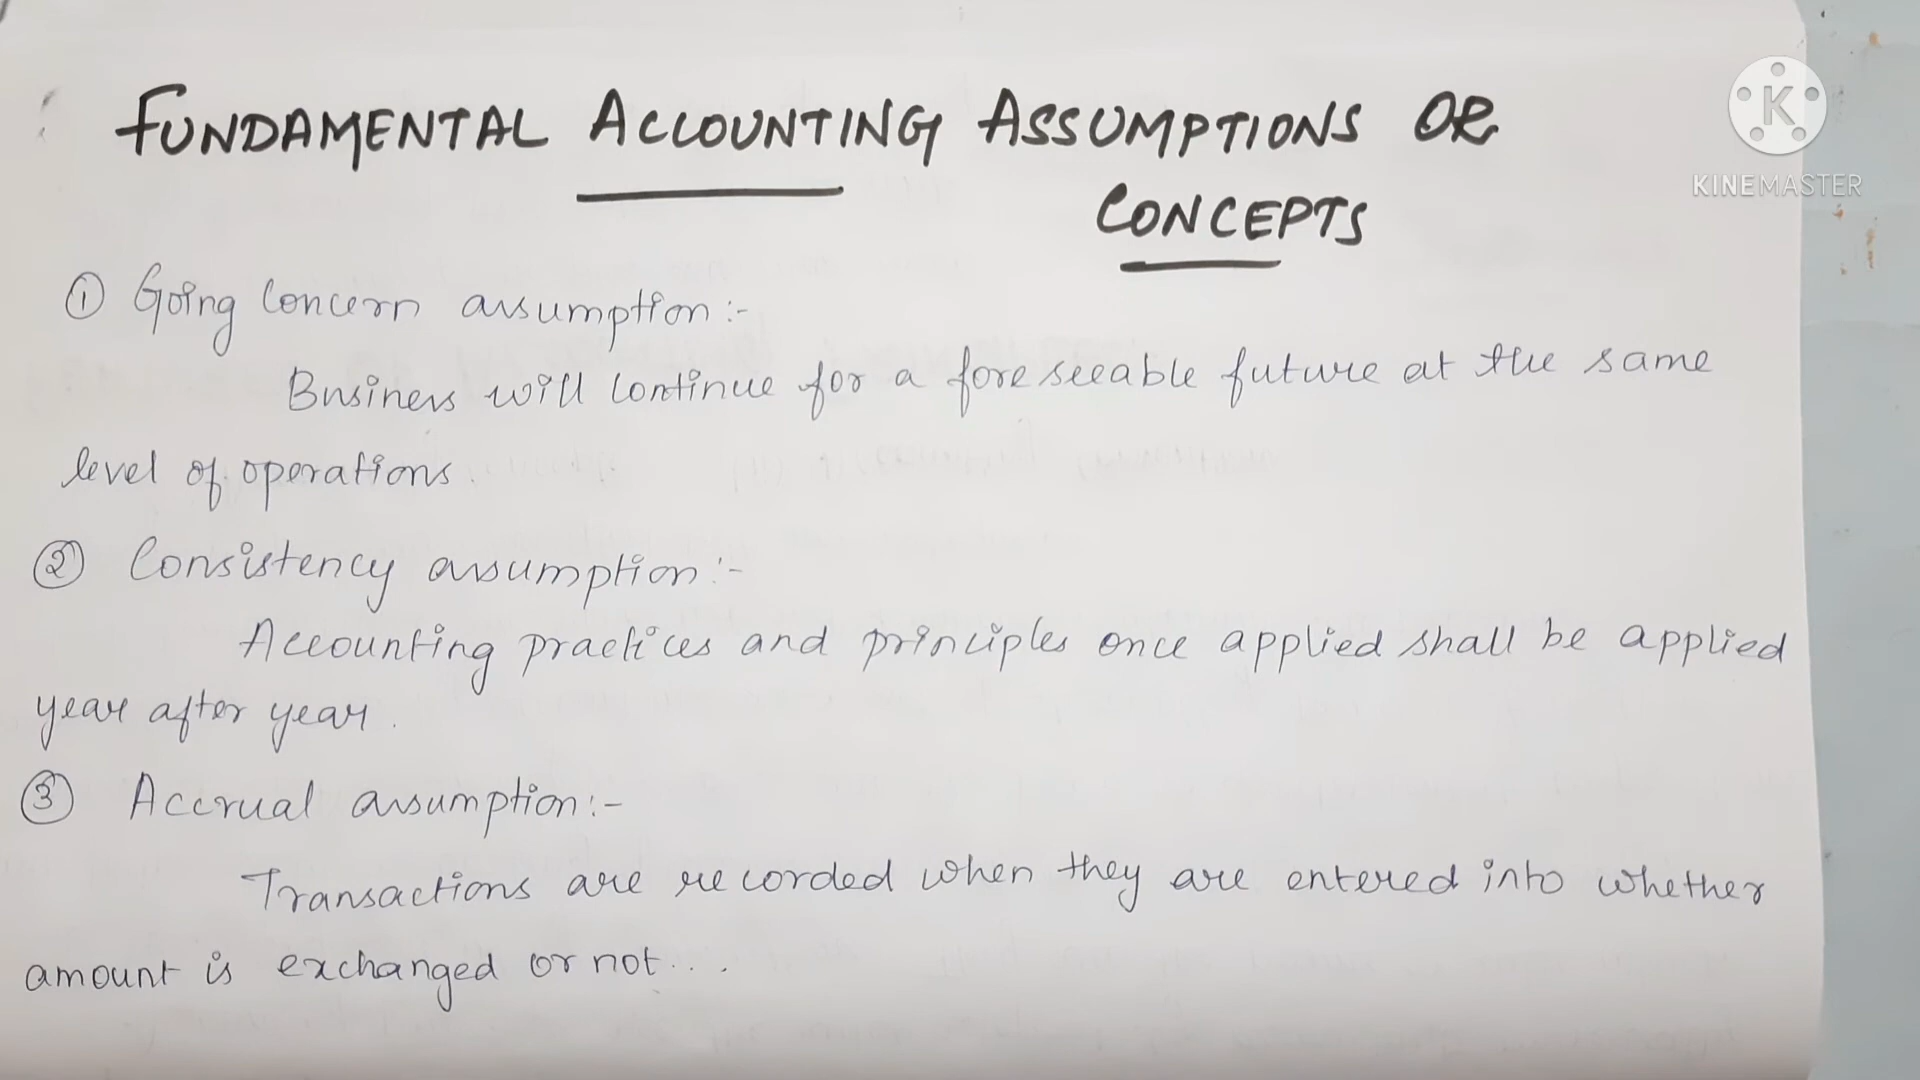 FUNDAMENTAL ACCOUNTING ASSUMPTIONS OR
CONCEPTS
K
KINEMASTER
① Going Concern assumption :-
Business will continue for a foreseeable future at the same
level of operations.
② Consistency assumption :-
Accounting practices and principles once applied shall be applied
year after year.
③ Accrual assumption :-
Transactions are recorded when they are entered into whether
amount is exchanged or not...